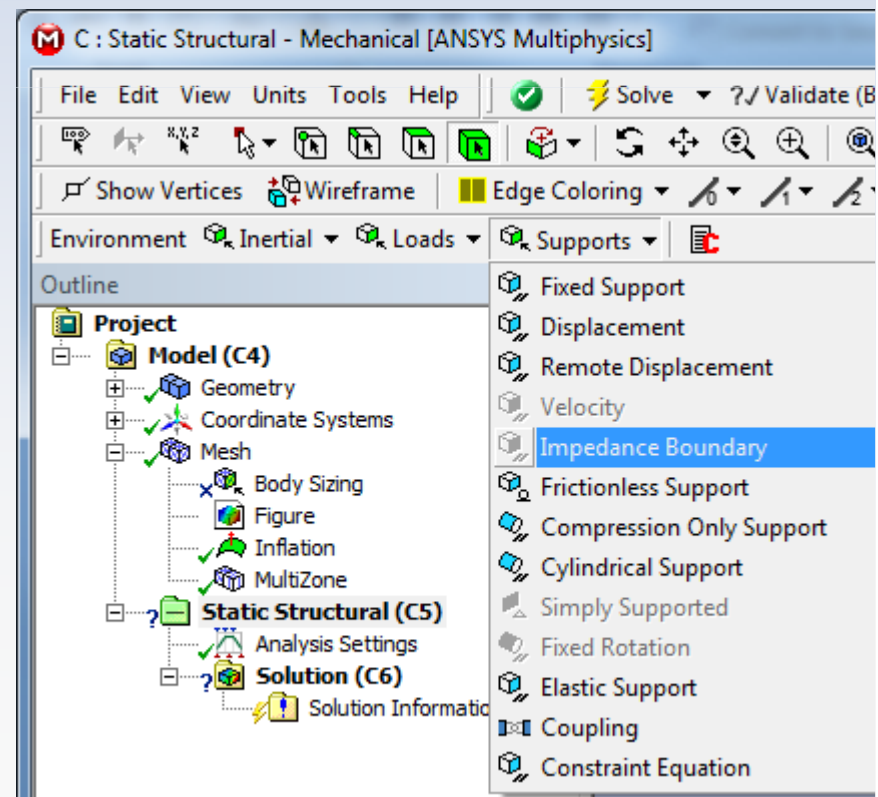 C : Static Structural - Mechanical [ANSYS Multiphysics]
File Edit View Units Tools Help Solve ?✓ Validate (B
Show Vertices Wireframe Edge Coloring
Environment Inertial Loads Supports
Outline
Project
Model (C4)
Geometry
Coordinate Systems
Mesh
Body Sizing
Figure
Inflation
MultiZone
Static Structural (C5)
Analysis Settings
Solution (C6)
Solution Informatio
Fixed Support
Displacement
Remote Displacement
Velocity
Impedance Boundary
Frictionless Support
Compression Only Support
Cylindrical Support
Simply Supported
Fixed Rotation
Elastic Support
Coupling
Constraint Equation